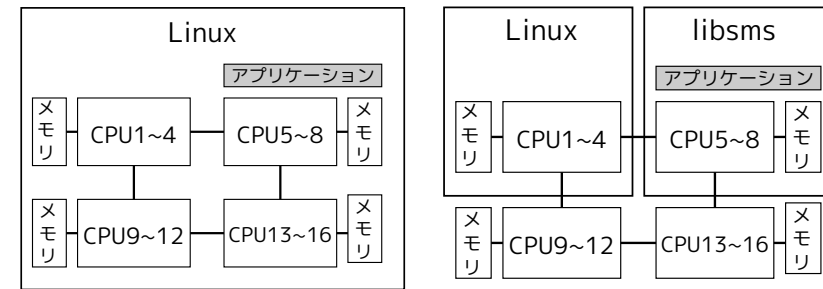 Linux
アプリケーション
メモリ
CPU1~4
CPU5~8
メモリ
メモリ
CPU9~12
CPU13~16
メモリ
Linux
libsms
アプリケーション
メモリ
CPU1~4
CPU5~8
メモリ
メモリ
CPU9~12
CPU13~16
メモリ